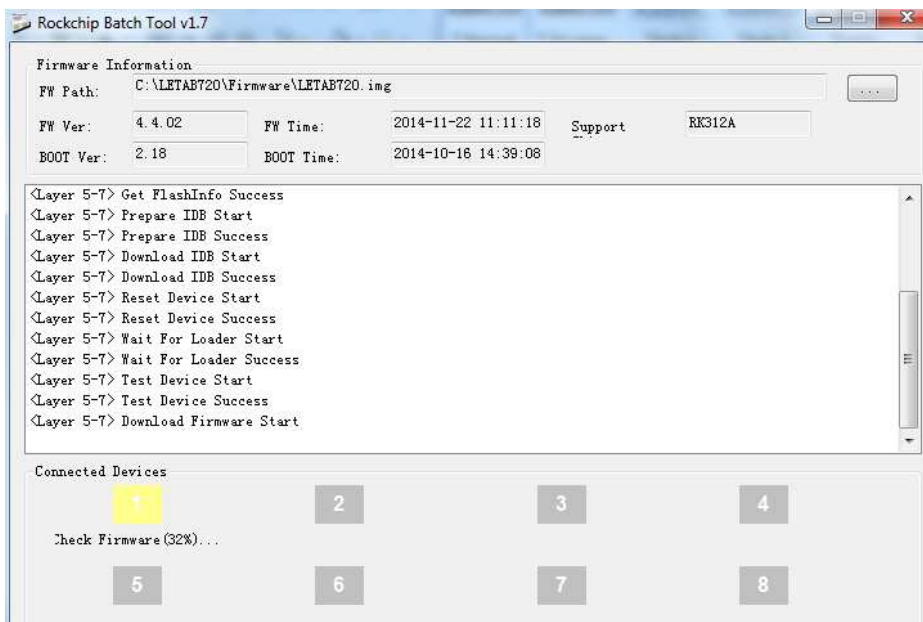 Rockchip Batch Tool v1.7
Firmware Information
FW Path: C:\LETAB720\Firmware\LETAB720.img ...
FW Ver: 4.4.02 FW Time: 2014-11-22 11:11:18 Support RK312A
BOOT Ver: 2.18 BOOT Time: 2014-10-16 14:39:08
<Layer 5-7> Get FlashInfo Success
<Layer 5-7> Prepare IDB Start
<Layer 5-7> Prepare IDB Success
<Layer 5-7> Download IDB Start
<Layer 5-7> Download IDB Success
<Layer 5-7> Reset Device Start
<Layer 5-7> Reset Device Success
<Layer 5-7> Wait For Loader Start
<Layer 5-7> Wait For Loader Success
<Layer 5-7> Test Device Start
<Layer 5-7> Test Device Success
<Layer 5-7> Download Firmware Start
Connected Devices
1 2 3 4
Check Firmware(32%)...
5 6 7 8